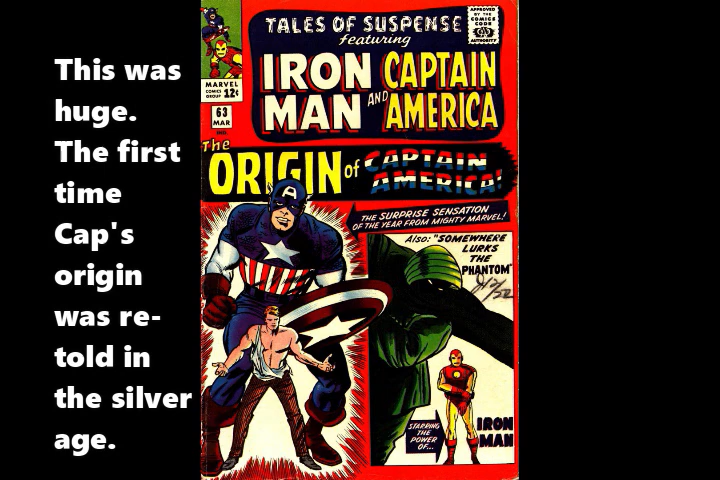 This was
huge.
The first
time
Cap's
origin
was re-
told in
the silver
age.
TALES OF SUSPENSE
featuring
IRON MAN AND CAPTAIN AMERICA
APPROVED
BY THE
COMICS
CODE
AUTHORITY
MARVEL
COMICS
GROUP
12¢
63
MAR
The
ORIGIN of CAPTAIN AMERICA!
THE SURPRISE SENSATION
OF THE YEAR FROM MIGHTY MARVEL!
Also: "SOMEWHERE
LURKS
THE
PHANTOM"
STARRING
THE
POWER
OF...
IRON
MAN
A